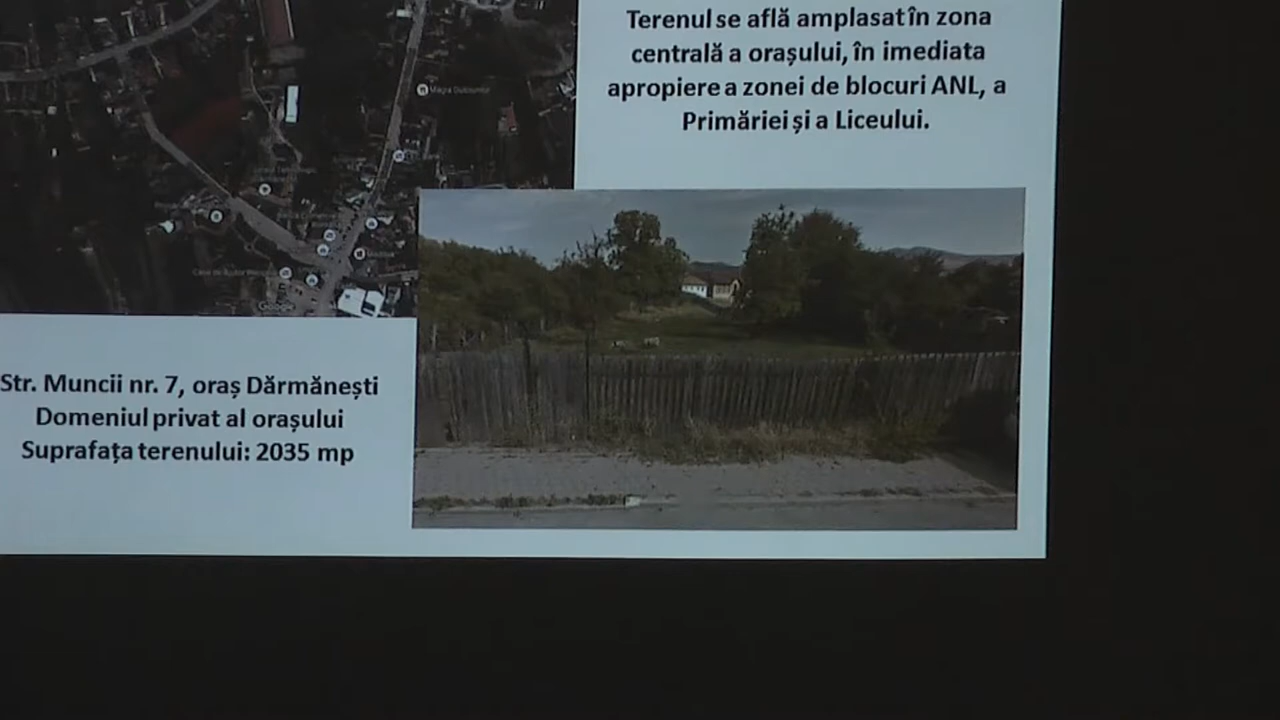 Terenul se află amplasat în zona
centrală a orașului, în imediata
apropiere a zonei de blocuri ANL, a
Primăriei și a Liceului.
Str. Muncii nr. 7, oraș Dărmănești
Domeniul privat al orașului
Suprafața terenului: 2035 mp